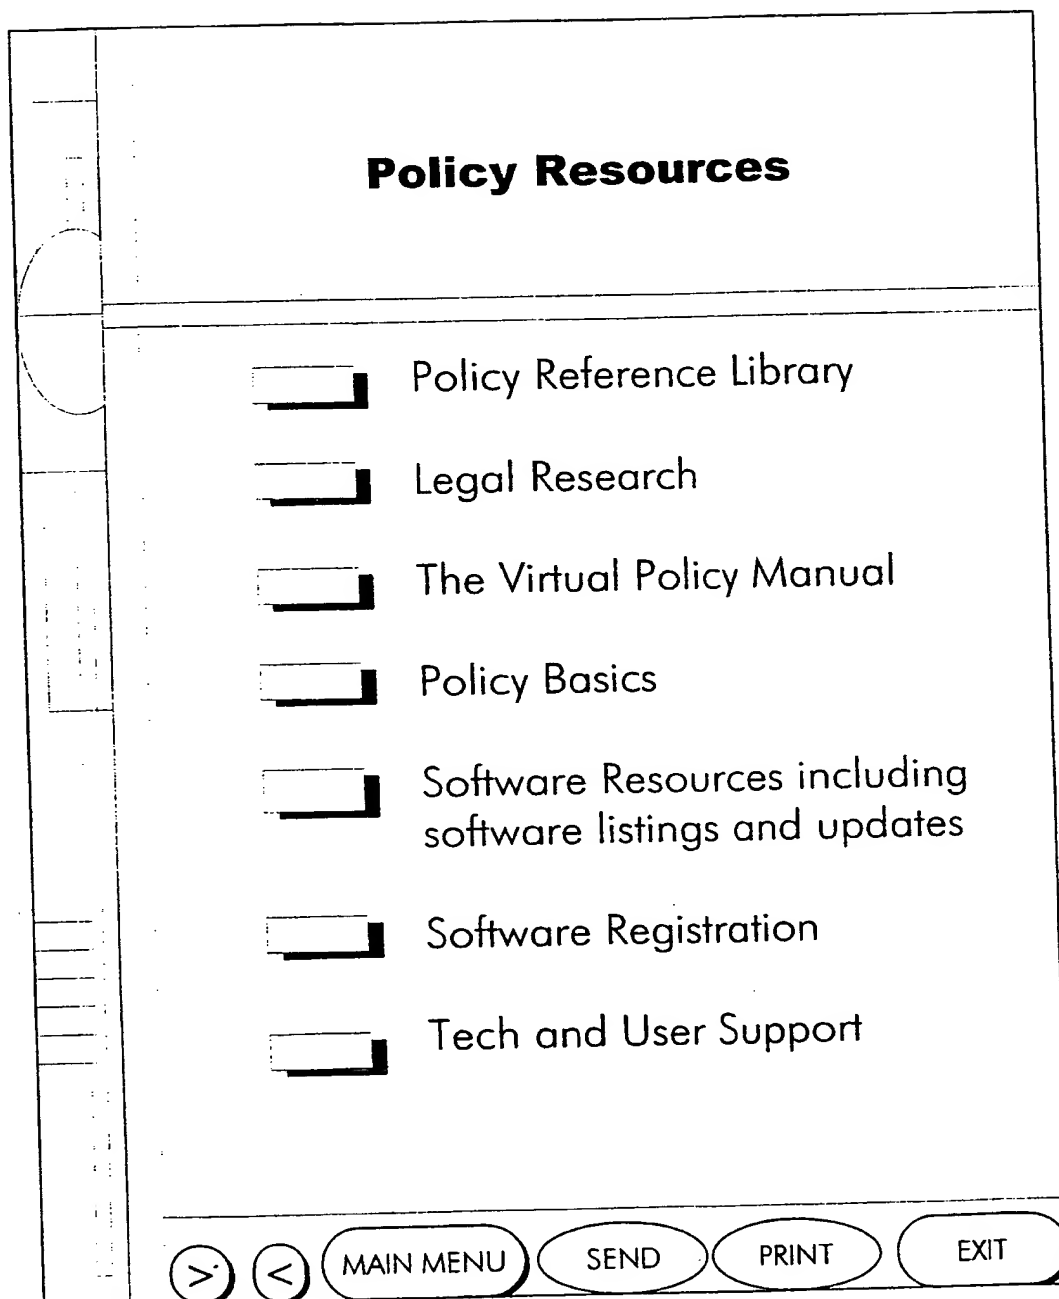 Policy Resources
Policy Reference Library
Legal Research
The Virtual Policy Manual
Policy Basics
Software Resources including
software listings and updates
Software Registration
Tech and User Support
> < MAIN MENU SEND PRINT EXIT